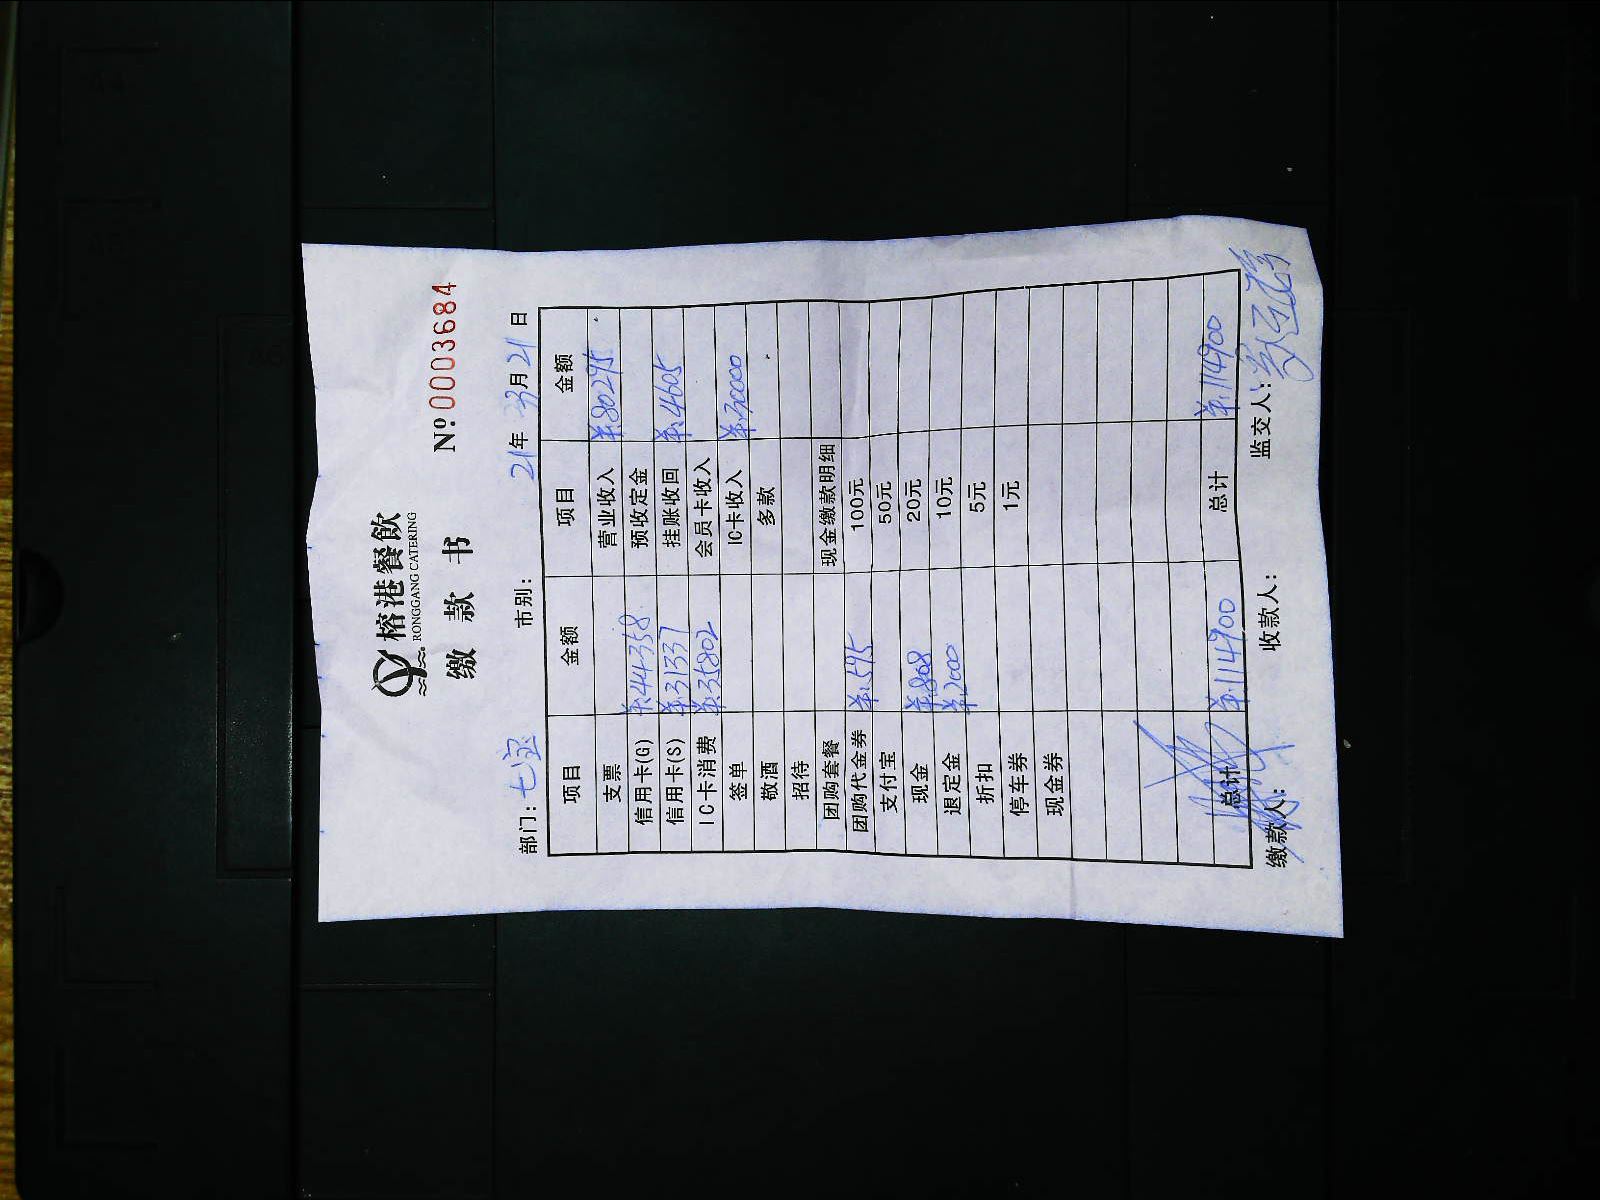 榕港餐飲
RONGGANG CATERING
缴 款 书 Nº:0003684
部门: 七宝 市别: 21年 3月21日
项目 金额 项目 金额
支票 营业收入 ¥:80295
信用卡(G) ¥:44358 预收定金
信用卡(S) ¥:31337 挂账收回 ¥:4605
IC卡消费 ¥:35802 会员卡收入
签单 IC卡收入 ¥:30000
敬酒 多款
招待
团购套餐 现金缴款明细
团购代金券 ¥:595 100元
支付宝 50元
现金 ¥:808 20元
退定金 ¥:2000 10元
折扣 5元
停车券 1元
现金券
总计 ¥:114900 总计 ¥:114900
缴款人: 收款人: 监交人: